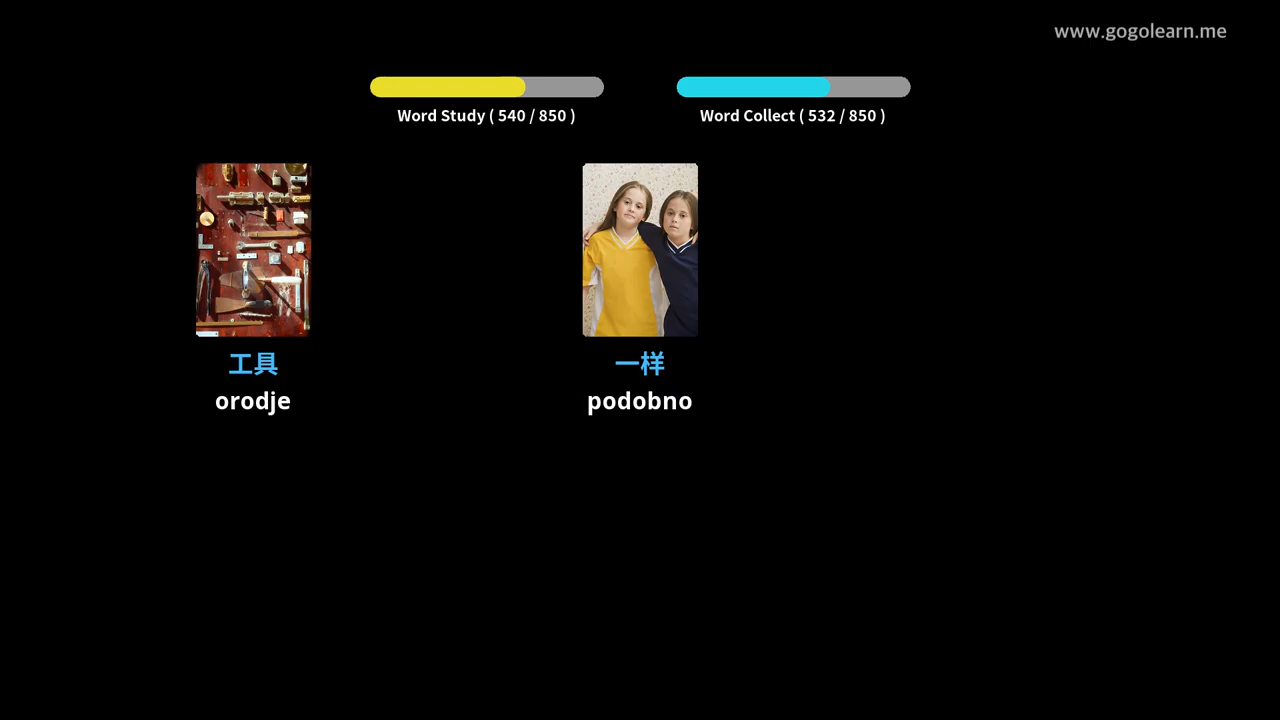 www.gogolearn.me
Word Study ( 540 / 850 )
Word Collect ( 532 / 850 )
工具
orodje
一样
podobno